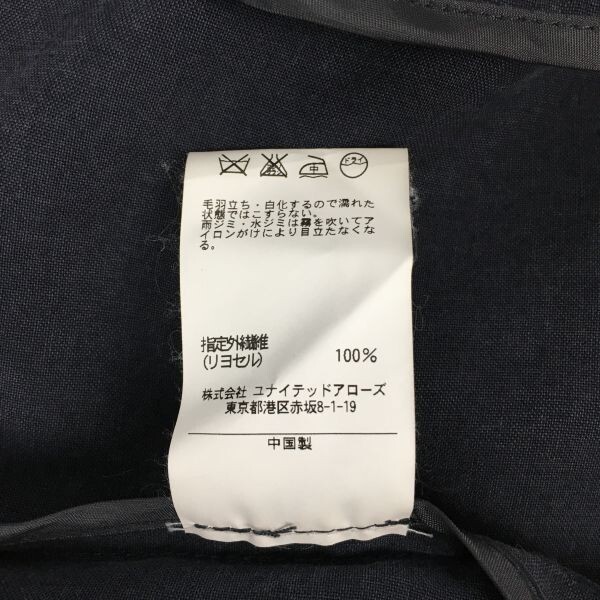 中 ドライ
毛羽立ち・白化するので濡れた
状態ではこすらない。
雨ジミ・水ジミは霧を吹いてア
イロンがけにより目立たなくな
る。
指定外繊維
(リヨセル) 100%
株式会社 ユナイテッドアローズ
東京都港区赤坂8-1-19
中国製